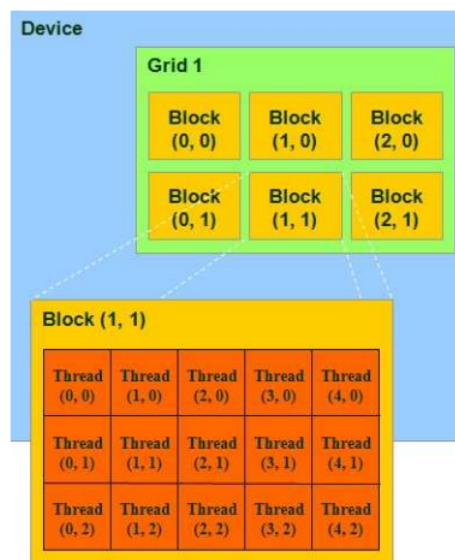 Device
Grid 1
Block Block Block
(0, 0) (1, 0) (2, 0)
Block Block Block
(0, 1) (1, 1) (2, 1)
Block (1, 1)
Thread Thread Thread Thread Thread
(0, 0) (1, 0) (2, 0) (3, 0) (4, 0)
Thread Thread Thread Thread Thread
(0, 1) (1, 1) (2, 1) (3, 1) (4, 1)
Thread Thread Thread Thread Thread
(0, 2) (1, 2) (2, 2) (3, 2) (4, 2)